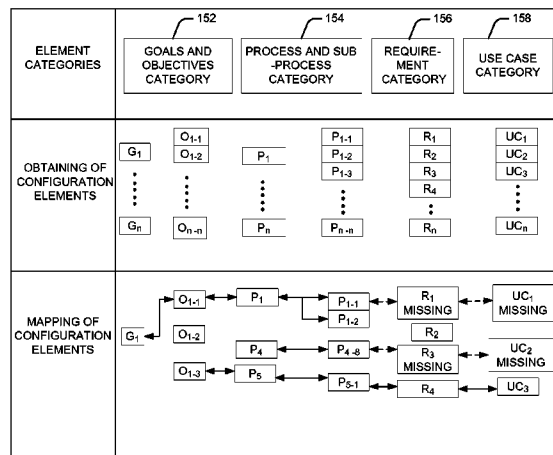 152
154
156
158
ELEMENT
CATEGORIES
GOALS AND
OBJECTIVES
CATEGORY
PROCESS AND SUB
-PROCESS
CATEGORY
REQUIRE-
MENT
CATEGORY
USE CASE
CATEGORY
OBTAINING OF
CONFIGURATION
ELEMENTS
G1
Gn
O1-1
O1-2
On-n
P1
Pn
P1-1
P1-2
P1-3
Pn-n
R1
R2
R3
R4
Rn
UC1
UC2
UC3
UCn
MAPPING OF
CONFIGURATION
ELEMENTS
G1
O1-1
O1-2
O1-3
P1
P4
P5
P1-1
P1-2
P4-8
P5-1
R1
MISSING
R2
R3
MISSING
R4
UC1
MISSING
UC2
MISSING
UC3